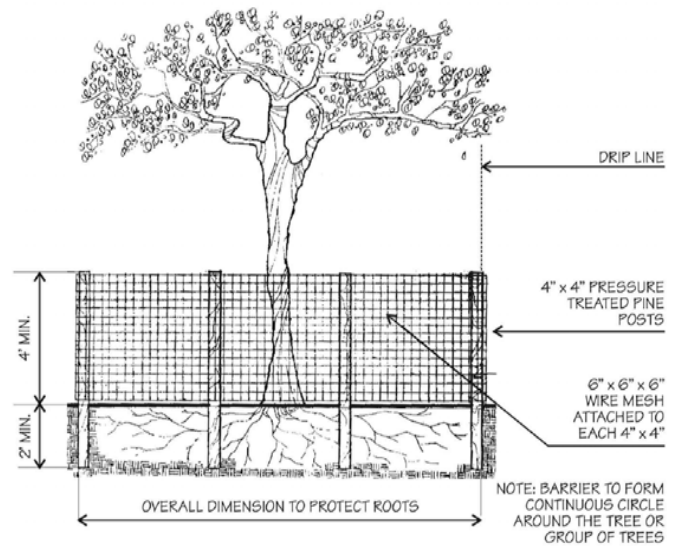 DRIP LINE
4" x 4" PRESSURE
TREATED PINE
POSTS
4' MIN.
6" x 6" x 6"
WIRE MESH
ATTACHED TO
EACH 4" x 4"
2' MIN.
OVERALL DIMENSION TO PROTECT ROOTS
NOTE: BARRIER TO FORM
CONTINUOUS CIRCLE
AROUND THE TREE OR
GROUP OF TREES